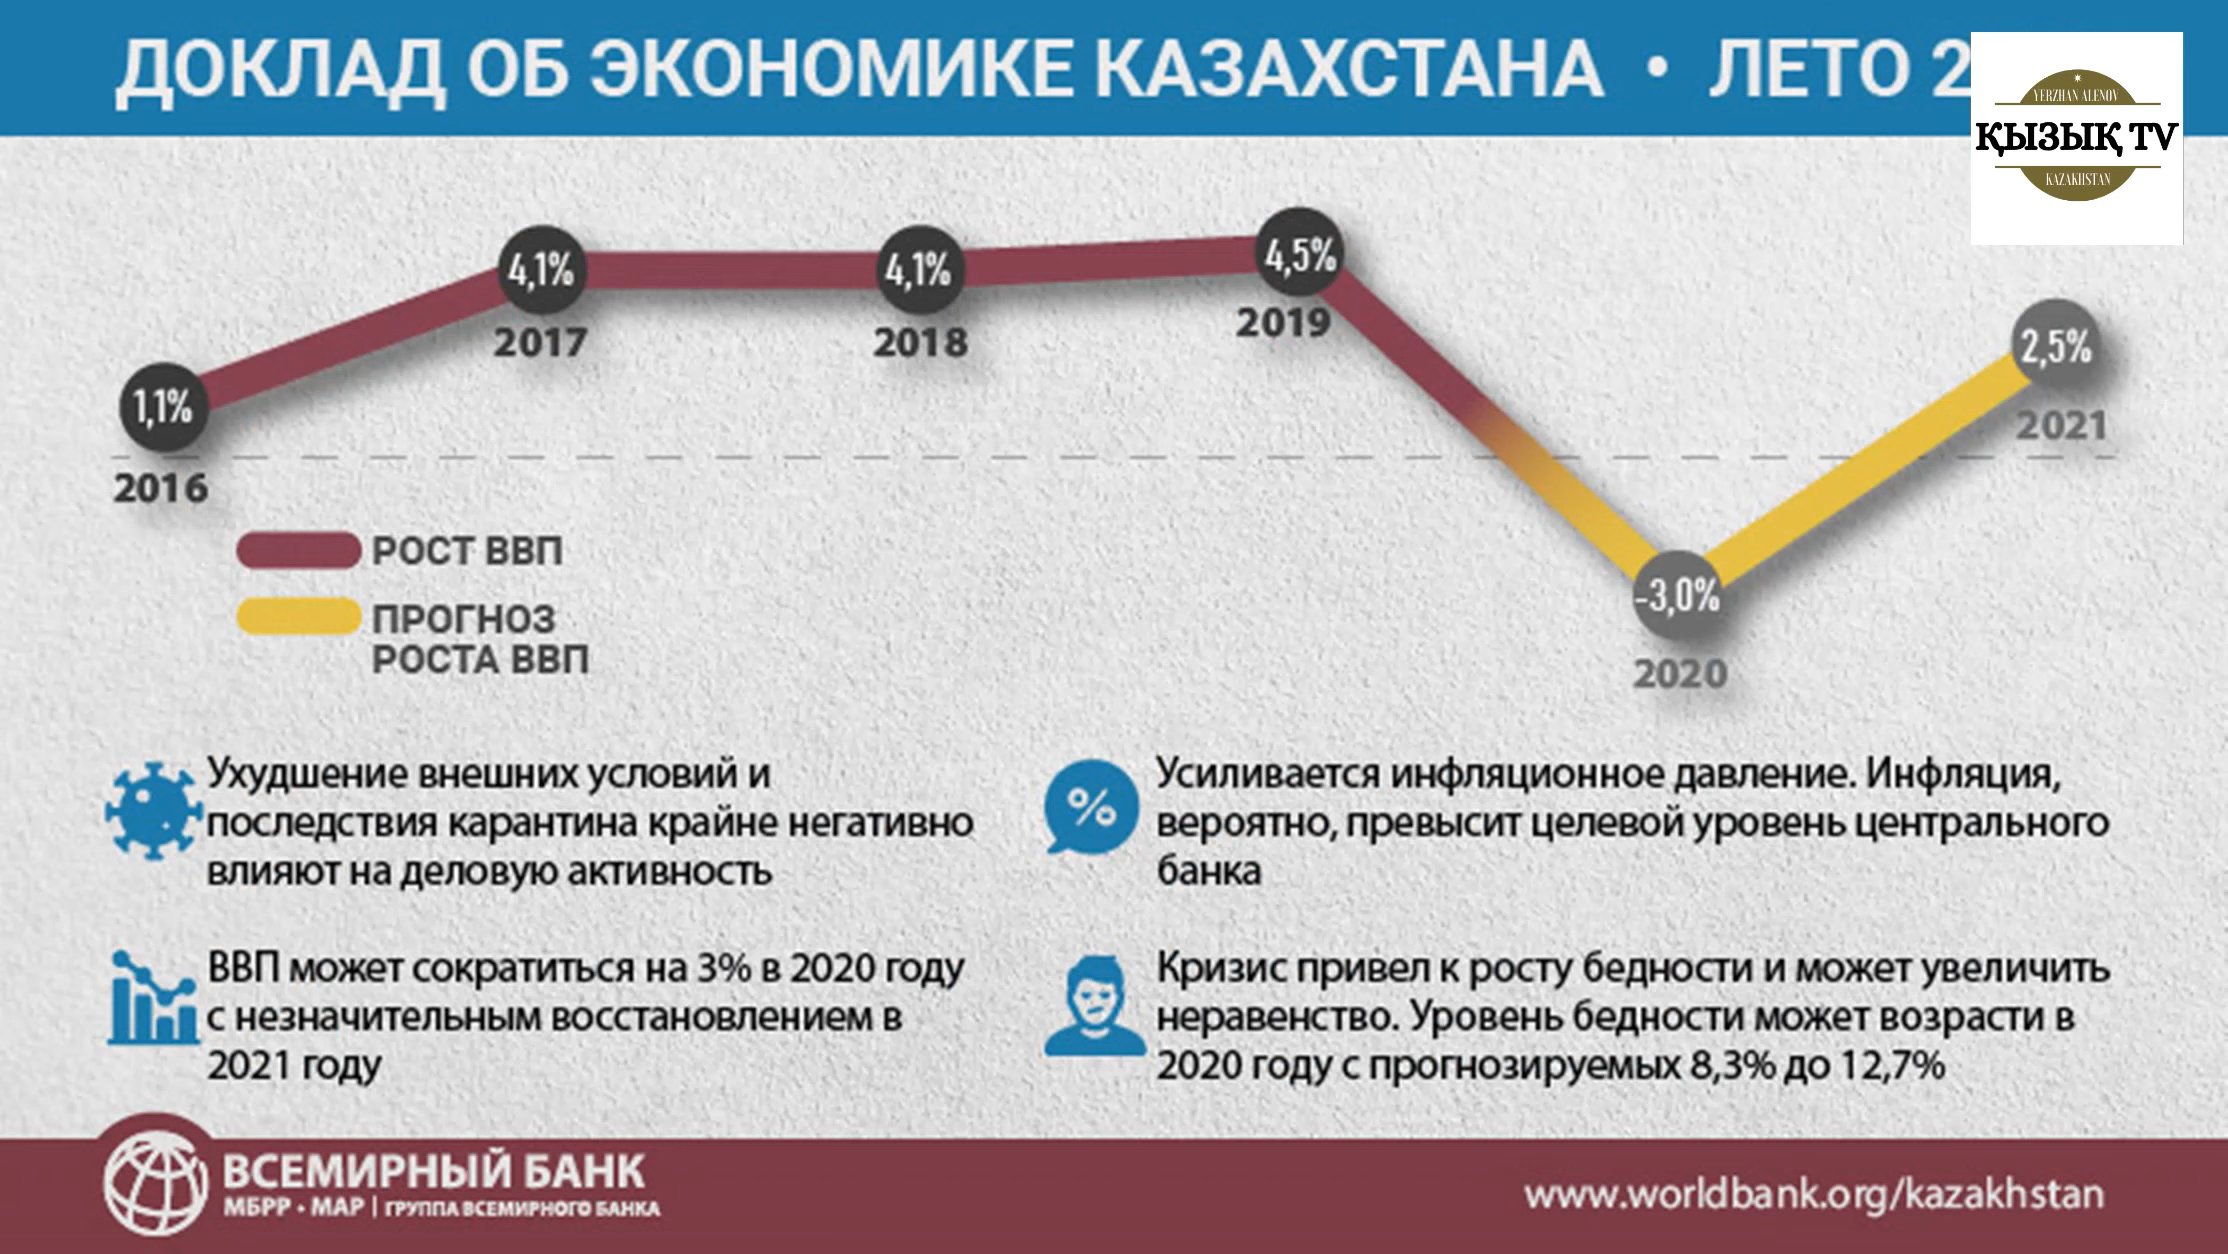 ДОКЛАД ОБ ЭКОНОМИКЕ КАЗАХСТАНА • ЛЕТО 2
YERZHAN ALENOV
ҚЫЗЫҚ TV
KAZAKHSTAN
4,5%
4,1%
4,1%
2019
2017
2018
2,5%
1,1%
2021
2016
РОСТ ВВП
-3,0%
ПРОГНОЗ
РОСТА ВВП
2020
Ухудшение внешних условий и
последствия карантина крайне негативно
влияют на деловую активность
Усиливается инфляционное давление. Инфляция,
вероятно, превысит целевой уровень центрального
банка
%
ВВП может сократиться на 3% в 2020 году
с незначительным восстановлением в
2021 году
Кризис привел к росту бедности и может увеличить
неравенство. Уровень бедности может возрасти в
2020 году с прогнозируемых 8,3% до 12,7%
ВСЕМИРНЫЙ БАНК
МБРР • МАР | ГРУППА ВСЕМИРНОГО БАНКА
www.worldbank.org/kazakhstan